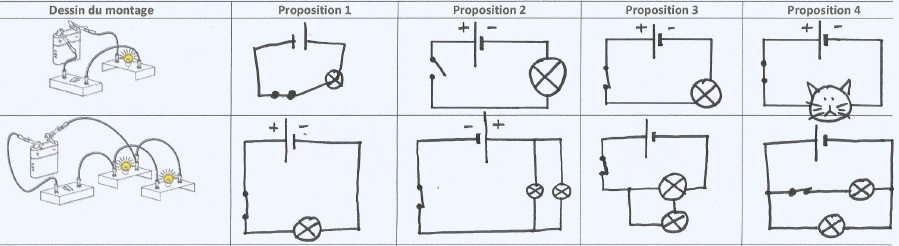 Dessin du montage Proposition 1 Proposition 2 Proposition 3 Proposition 4
+ - + - + -
+ - - +